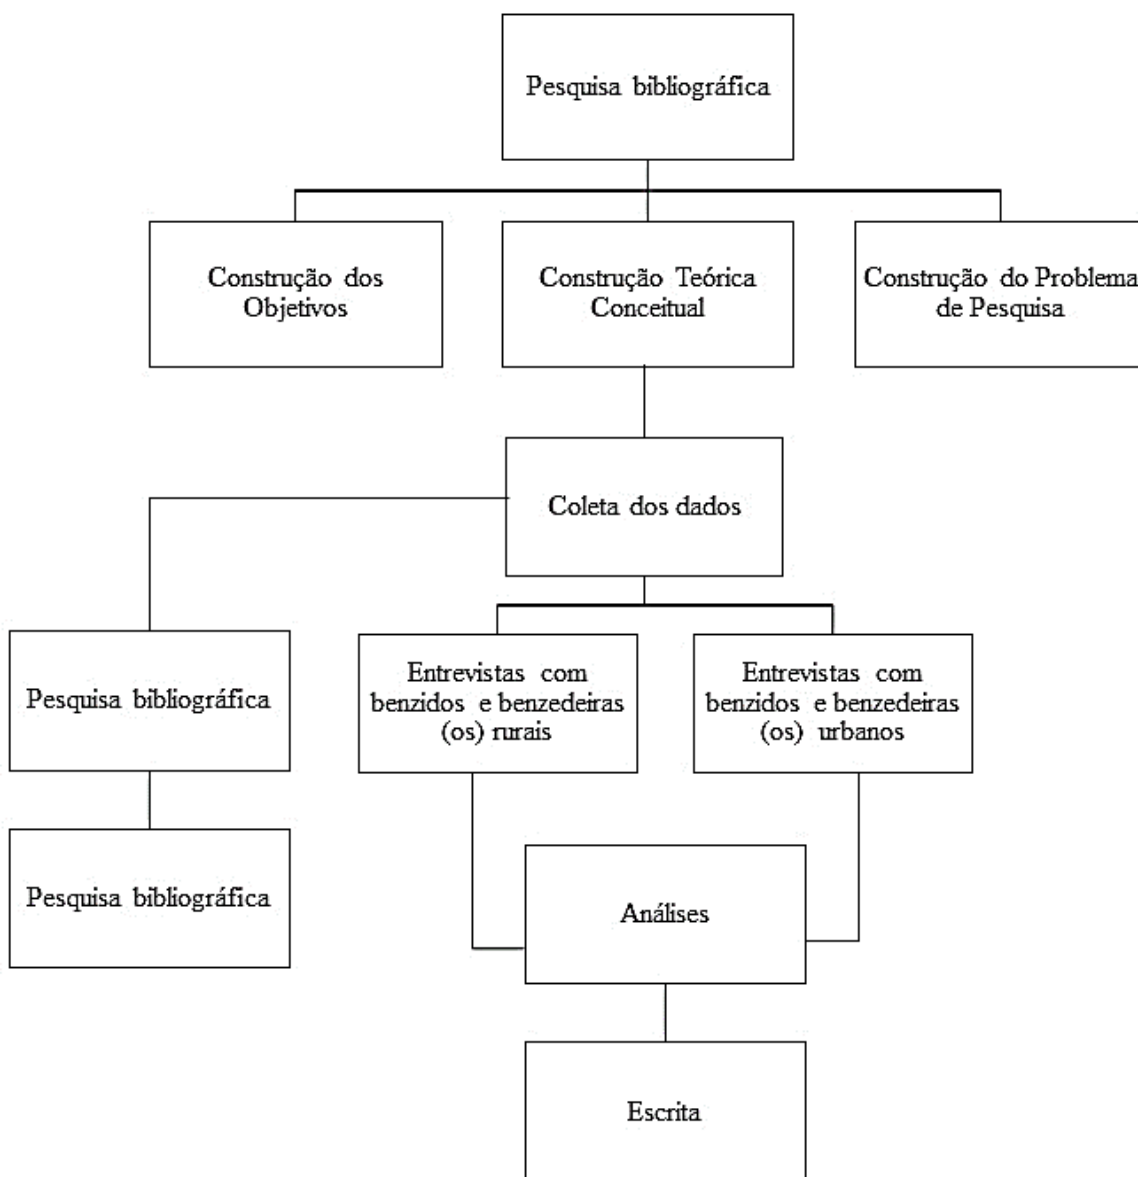 Pesquisa bibliográfica
Construção dos
Objetivos
Construção Teórica
Conceitual
Construção do Problema
de Pesquisa
Coleta dos dados
Pesquisa bibliográfica
Entrevistas com
benzidos e benzedeiras
(os) rurais
Entrevistas com
benzidos e benzedeiras
(os) urbanos
Pesquisa bibliográfica
Análises
Escrita